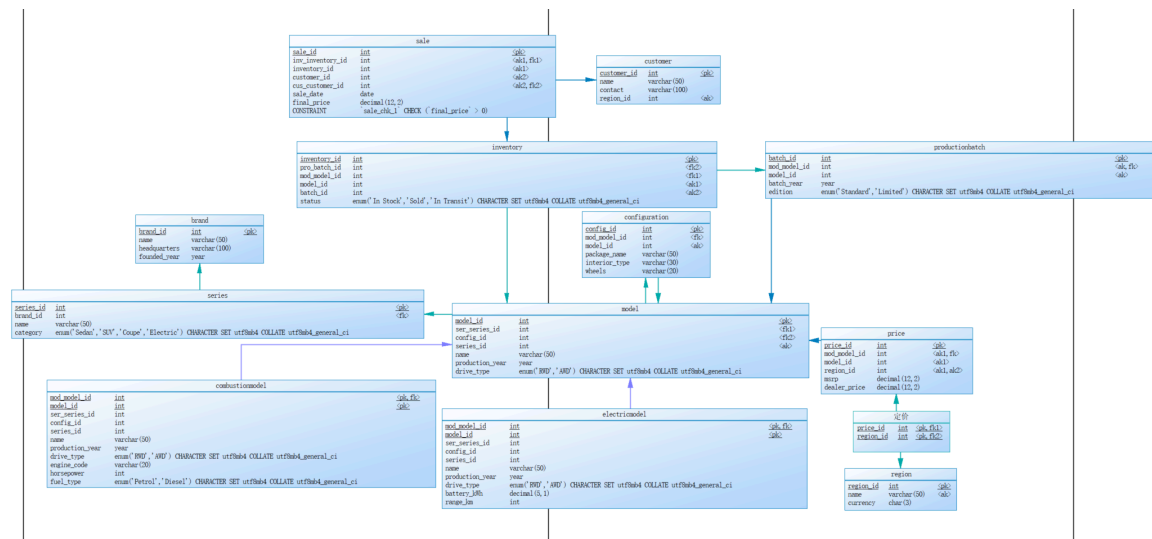 sale
sale_id int <pk>
inv_inventory_id int <ak1,fk1>
inventory_id int <ak1>
customer_id int <ak2>
cus_customer_id int <ak2,fk2>
sale_date date
final_price decimal(12,2)
CONSTRAINT `sale_chk_1` CHECK (`final_price` > 0)
customer
customer_id int <pk>
name varchar(50)
contact varchar(100)
region_id int <ak>
inventory
inventory_id int <pk>
pro_batch_id int <fk2>
mod_model_id int <fk1>
model_id int <ak1>
batch_id int <ak2>
status enum('In Stock','Sold','In Transit') CHARACTER SET utf8mb4 COLLATE utf8mb4_general_ci
productionbatch
batch_id int <pk>
mod_model_id int <ak,fk>
model_id int <ak>
batch_year year
edition enum('Standard','Limited') CHARACTER SET utf8mb4 COLLATE utf8mb4_general_ci
brand
brand_id int <pk>
name varchar(50)
headquarters varchar(100)
founded_year year
configuration
config_id int <pk>
mod_model_id int <fk>
model_id int <ak>
package_name varchar(50)
interior_type varchar(30)
wheels varchar(20)
series
series_id int <pk>
brand_id int <fk>
name varchar(50)
category enum('Sedan','SUV','Coupe','Electric') CHARACTER SET utf8mb4 COLLATE utf8mb4_general_ci
model
model_id int <pk>
ser_series_id int <fk1>
config_id int <fk2>
series_id int <ak>
name varchar(50)
production_year year
drive_type enum('RWD','AWD') CHARACTER SET utf8mb4 COLLATE utf8mb4_general_ci
price
price_id int <pk>
mod_model_id int <ak1,fk>
model_id int <ak1>
region_id int <ak1,ak2>
msrp decimal(12,2)
dealer_price decimal(12,2)
combustionmodel
mod_model_id int <pk,fk>
model_id int <pk>
ser_series_id int
config_id int
series_id int
name varchar(50)
production_year year
drive_type enum('RWD','AWD') CHARACTER SET utf8mb4 COLLATE utf8mb4_general_ci
engine_code varchar(20)
horsepower int
fuel_type enum('Petrol','Diesel') CHARACTER SET utf8mb4 COLLATE utf8mb4_general_ci
electricmodel
mod_model_id int <pk,fk>
model_id int <pk>
ser_series_id int
config_id int
series_id int
name varchar(50)
production_year year
drive_type enum('RWD','AWD') CHARACTER SET utf8mb4 COLLATE utf8mb4_general_ci
battery_kWh decimal(5,1)
range_km int
定价
price_id int <pk,fk1>
region_id int <pk,fk2>
region
region_id int <pk>
name varchar(50) <ak>
currency char(3)